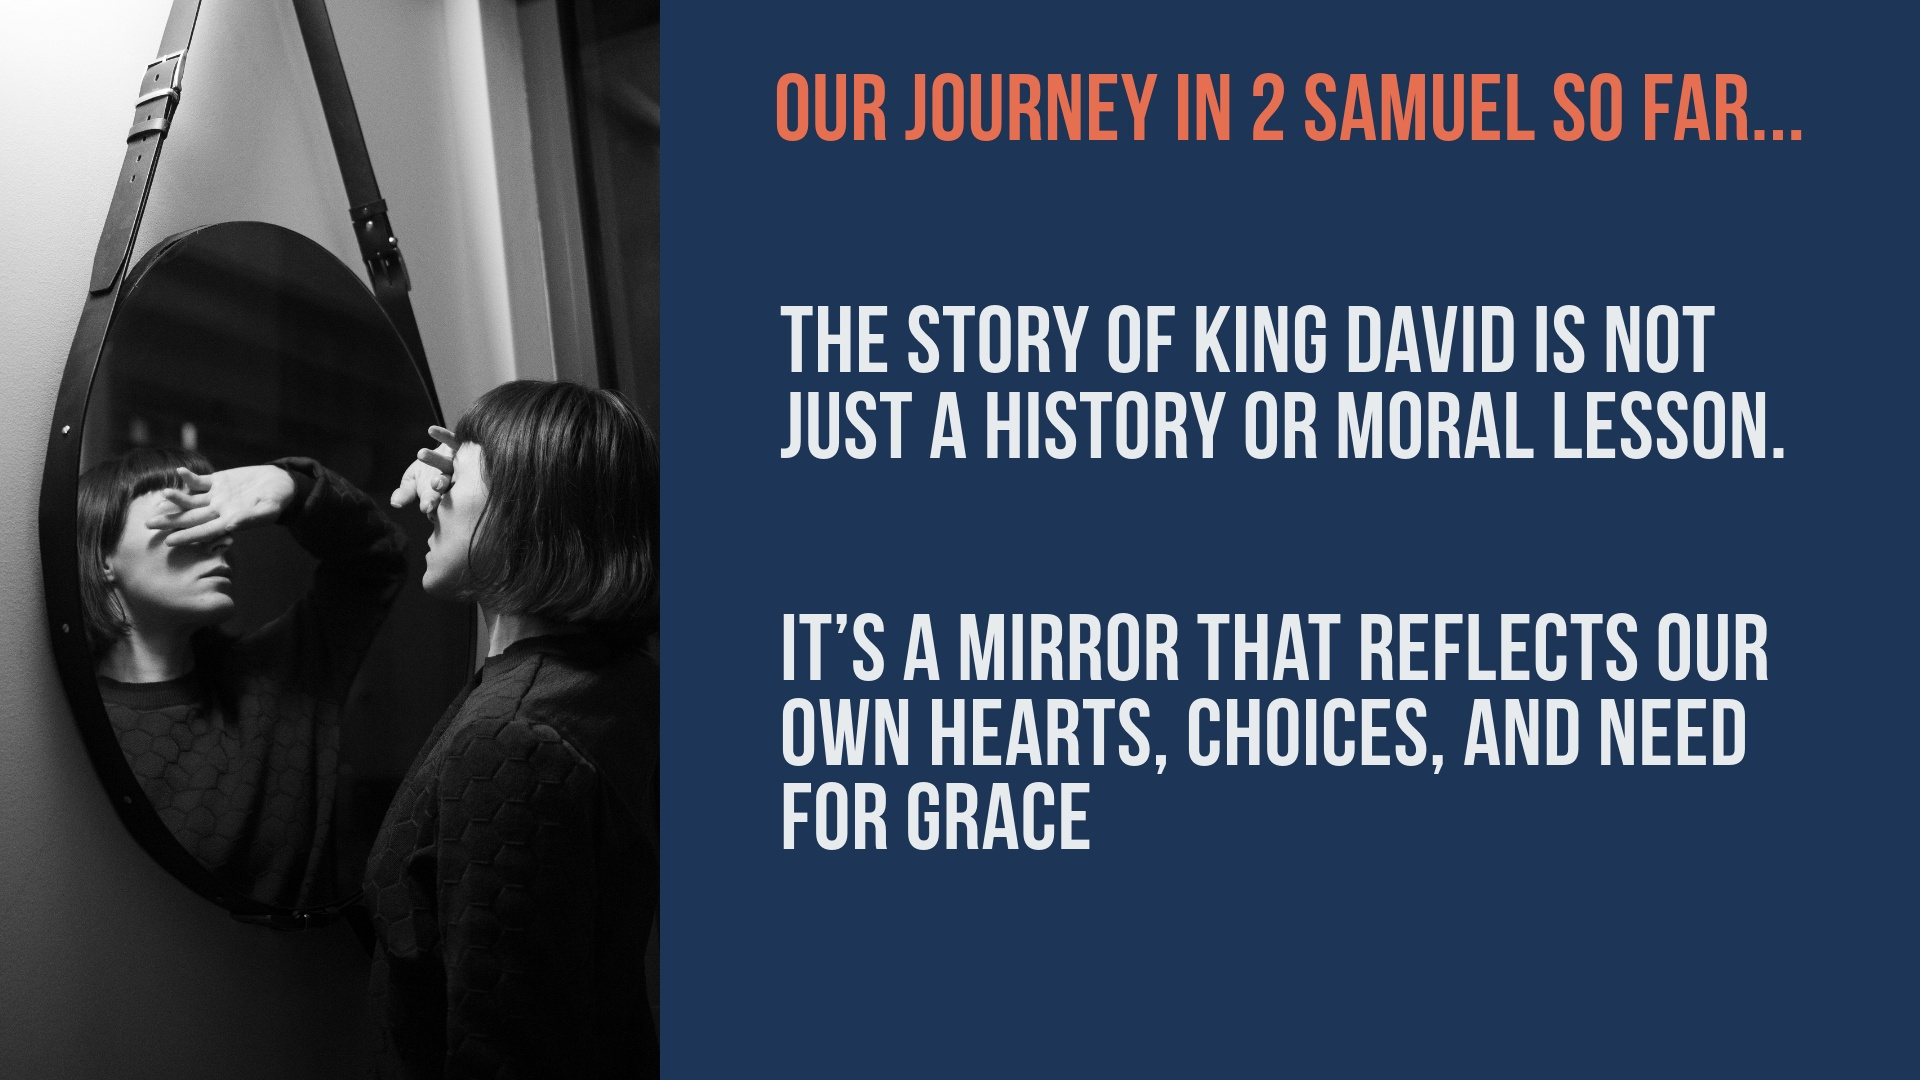 OUR JOURNEY IN 2 SAMUEL SO FAR...
THE STORY OF KING DAVID IS NOT
JUST A HISTORY OR MORAL LESSON.
IT’S A MIRROR THAT REFLECTS OUR
OWN HEARTS, CHOICES, AND NEED
FOR GRACE